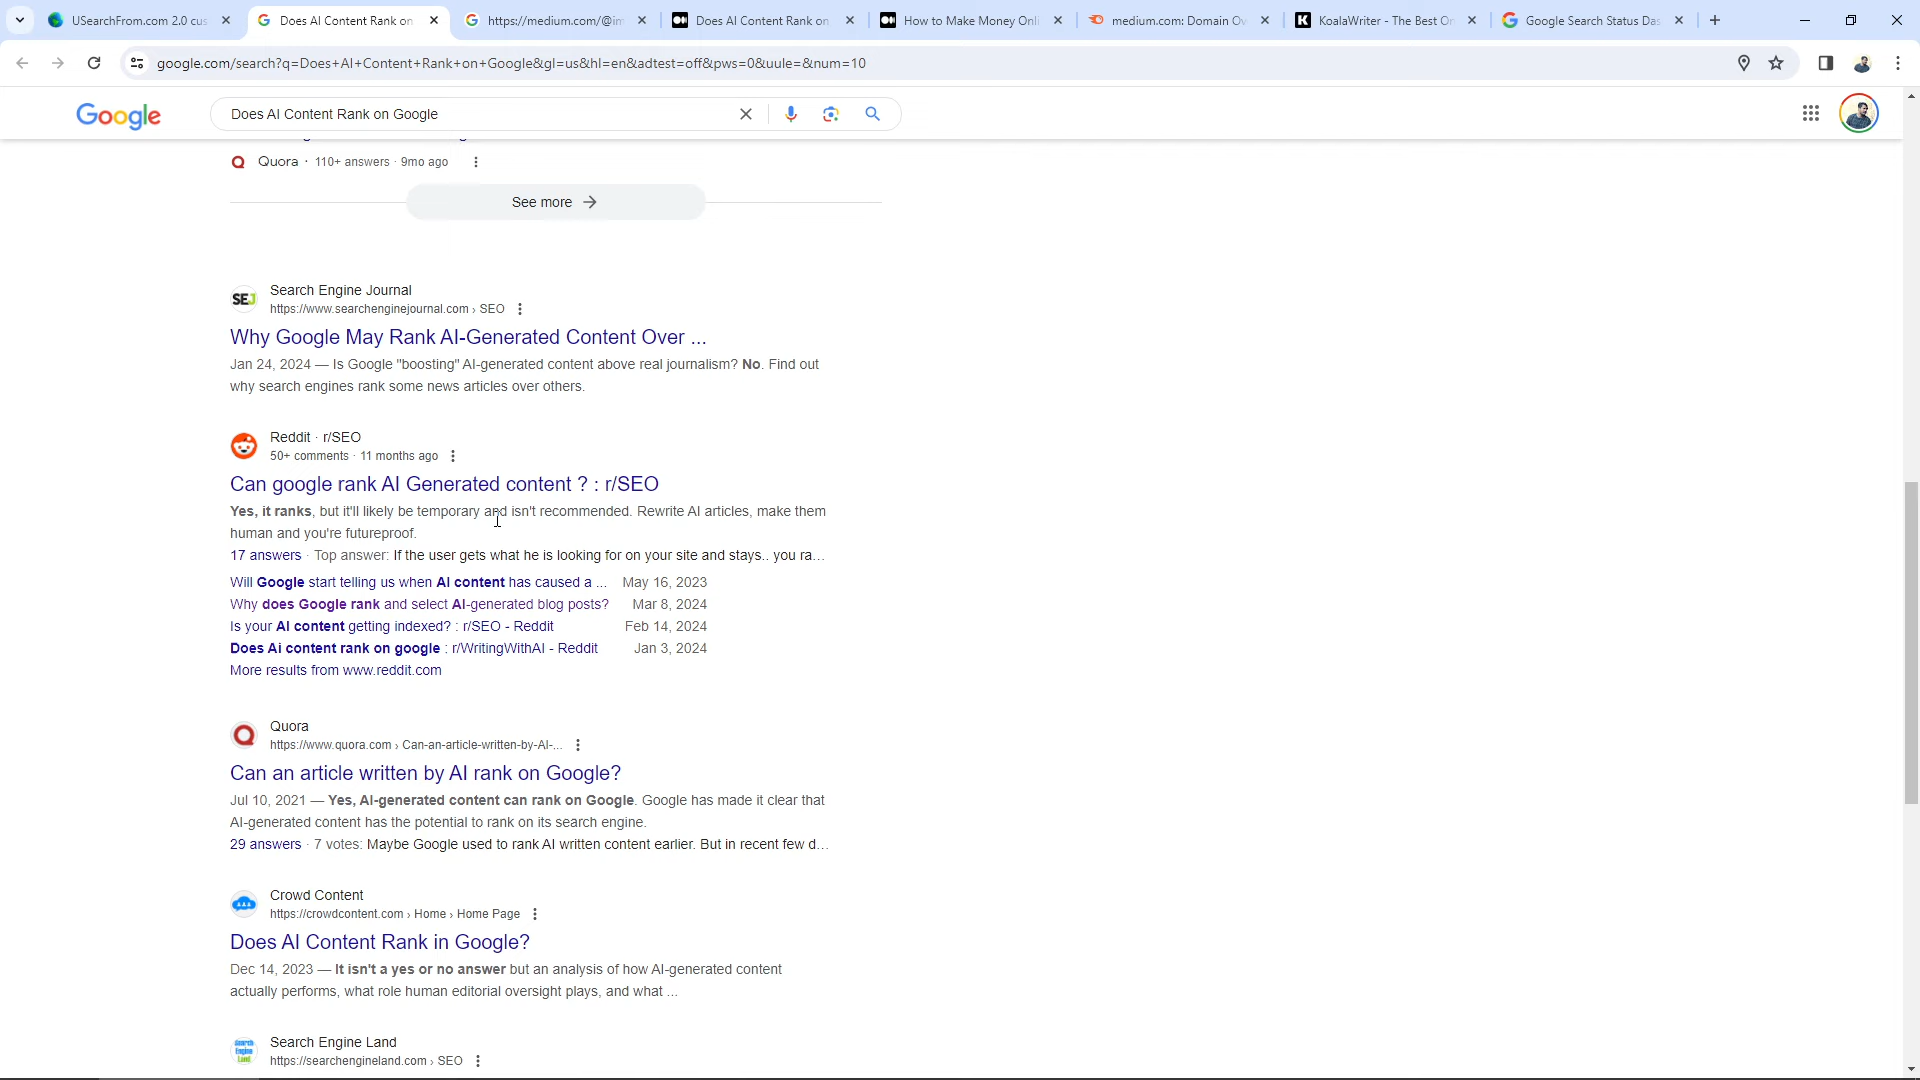 USearchFrom.com 2.0 cus
Does AI Content Rank on
https://medium.com/@im
Does AI Content Rank on
How to Make Money Onli
medium.com: Domain Ov
KoalaWriter - The Best O
Google Search Status Das
google.com/search?q=Does+AI+Content+Rank+on+Google&gl=us&hl=en&adtest=off&pws=0&uule=&num=10
Google
Does AI Content Rank on Google
Quora · 110+ answers · 9mo ago
See more
SEJ
Search Engine Journal
https://www.searchenginejournal.com › SEO
Why Google May Rank AI-Generated Content Over ...
Jan 24, 2024 — Is Google "boosting" AI-generated content above real journalism? No. Find out
why search engines rank some news articles over others.
Reddit · r/SEO
50+ comments · 11 months ago
Can google rank AI Generated content ? : r/SEO
Yes, it ranks, but it'll likely be temporary and isn't recommended. Rewrite AI articles, make them
human and you're futureproof.
17 answers · Top answer: If the user gets what he is looking for on your site and stays.. you ra...
Will Google start telling us when AI content has caused a ... May 16, 2023
Why does Google rank and select AI-generated blog posts? Mar 8, 2024
Is your AI content getting indexed? : r/SEO - Reddit Feb 14, 2024
Does Ai content rank on google : r/WritingWithAI - Reddit Jan 3, 2024
More results from www.reddit.com
Quora
https://www.quora.com › Can-an-article-written-by-AI-...
Can an article written by AI rank on Google?
Jul 10, 2021 — Yes, AI-generated content can rank on Google. Google has made it clear that
AI-generated content has the potential to rank on its search engine.
29 answers · 7 votes: Maybe Google used to rank AI written content earlier. But in recent few d...
Crowd Content
https://crowdcontent.com › Home › Home Page
Does AI Content Rank in Google?
Dec 14, 2023 — It isn't a yes or no answer but an analysis of how AI-generated content
actually performs, what role human editorial oversight plays, and what ...
Search Engine Land
Search Engine Land
https://searchengineland.com › SEO